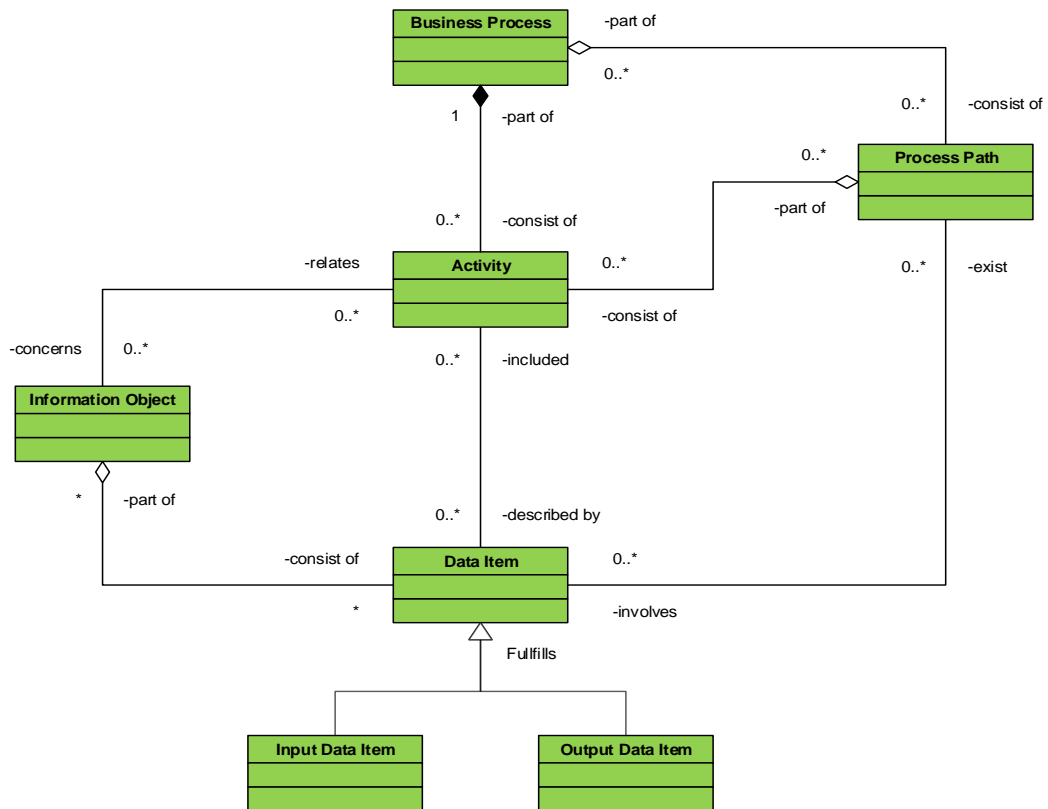 Business Process
-part of
0..*
1
-part of
0..*
-consist of
0..*
Process Path
-part of
0..*
-consist of
-relates
Activity
0..*
0..*
-consist of
0..*
-exist
-concerns
0..*
0..*
-included
Information Object
*
-part of
0..*
-described by
-consist of
Data Item
0..*
*
-involves
Fullfills
Input Data Item
Output Data Item